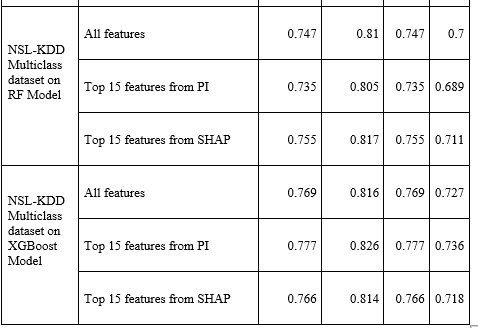 NSL-KDD
Multiclass
dataset on
RF Model
All features 0.747 0.81 0.747 0.7
Top 15 features from PI 0.735 0.805 0.735 0.689
Top 15 features from SHAP 0.755 0.817 0.755 0.711
NSL-KDD
Multiclass
dataset on
XGBoost
Model
All features 0.769 0.816 0.769 0.727
Top 15 features from PI 0.777 0.826 0.777 0.736
Top 15 features from SHAP 0.766 0.814 0.766 0.718